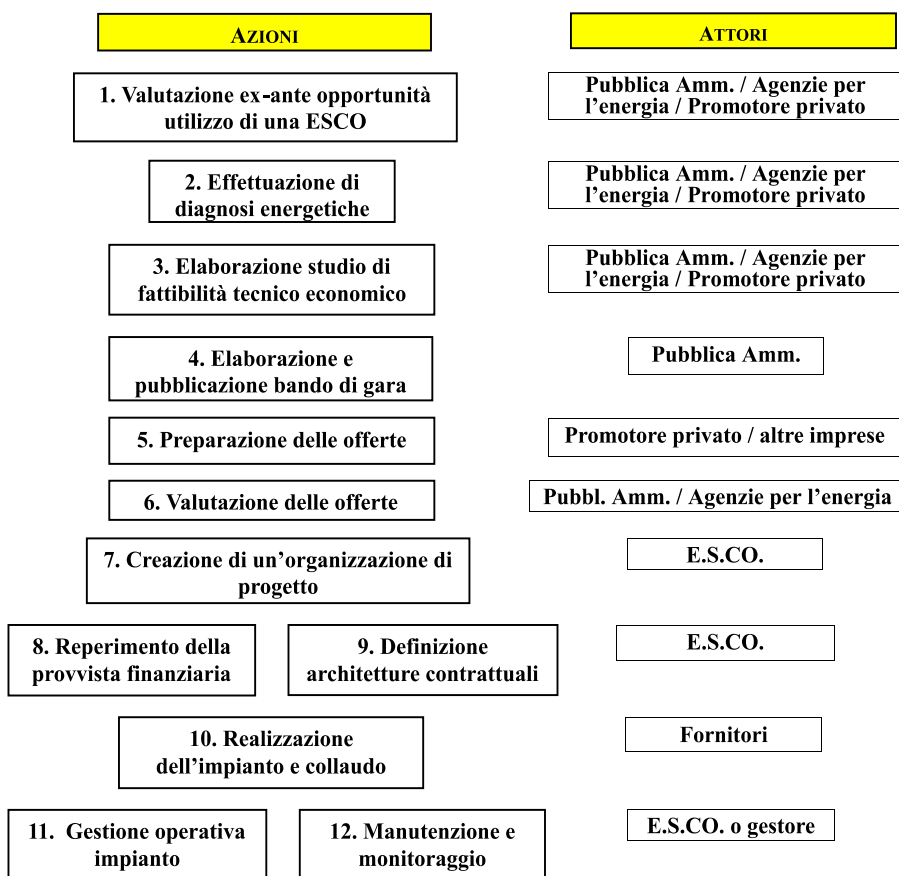 AZIONI
ATTORI
1. Valutazione ex-ante opportunità
utilizzo di una ESCO
Pubblica Amm. / Agenzie per
l’energia / Promotore privato
2. Effettuazione di
diagnosi energetiche
Pubblica Amm. / Agenzie per
l’energia / Promotore privato
3. Elaborazione studio di
fattibilità tecnico economico
Pubblica Amm. / Agenzie per
l’energia / Promotore privato
4. Elaborazione e
pubblicazione bando di gara
Pubblica Amm.
5. Preparazione delle offerte
Promotore privato / altre imprese
6. Valutazione delle offerte
Pubbl. Amm. / Agenzie per l’energia
7. Creazione di un’organizzazione di
progetto
E.S.CO.
8. Reperimento della
provvista finanziaria
9. Definizione
architetture contrattuali
E.S.CO.
10. Realizzazione
dell’impianto e collaudo
Fornitori
11. Gestione operativa
impianto
12. Manutenzione e
monitoraggio
E.S.CO. o gestore